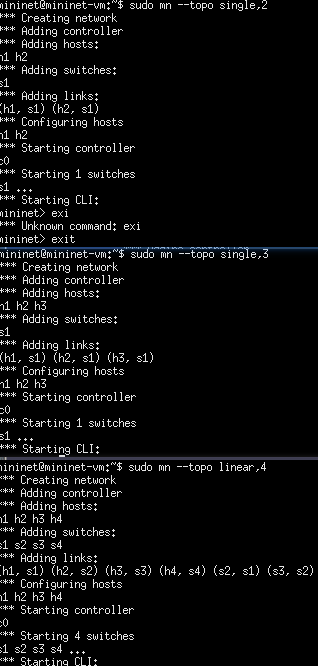 mininet@mininet-vm:~$ sudo mn --topo single,2
*** Creating network
*** Adding controller
*** Adding hosts:
h1 h2
*** Adding switches:
s1
*** Adding links:
(h1, s1) (h2, s1)
*** Configuring hosts
h1 h2
*** Starting controller
c0
*** Starting 1 switches
s1 ...
*** Starting CLI:
mininet> exi
*** Unknown command: exi
mininet> exit
mininet@mininet-vm:~$ sudo mn --topo single,3
*** Creating network
*** Adding controller
*** Adding hosts:
h1 h2 h3
*** Adding switches:
s1
*** Adding links:
(h1, s1) (h2, s1) (h3, s1)
*** Configuring hosts
h1 h2 h3
*** Starting controller
c0
*** Starting 1 switches
s1 ...
*** Starting CLI:
mininet@mininet-vm:~$ sudo mn --topo linear,4
*** Creating network
*** Adding controller
*** Adding hosts:
h1 h2 h3 h4
*** Adding switches:
s1 s2 s3 s4
*** Adding links:
(h1, s1) (h2, s2) (h3, s3) (h4, s4) (s2, s1) (s3, s2)
*** Configuring hosts
h1 h2 h3 h4
*** Starting controller
c0
*** Starting 4 switches
s1 s2 s3 s4 ...
*** Starting CLI: